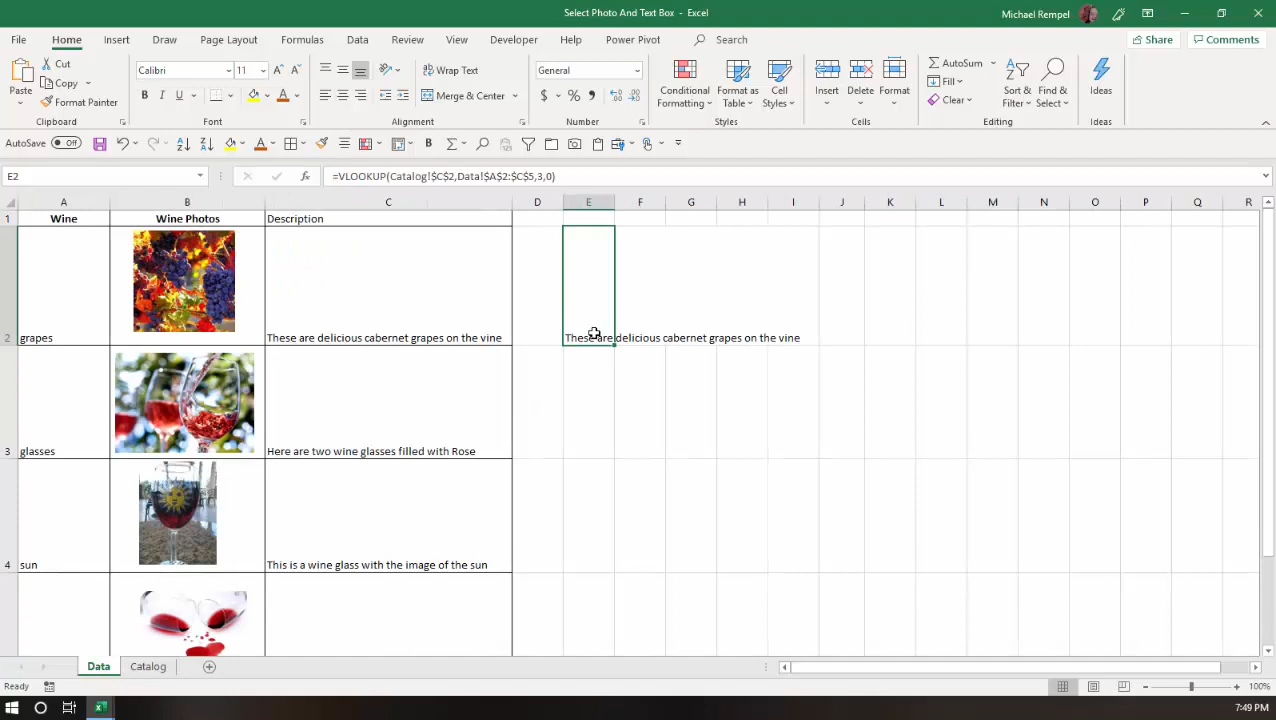 Select Photo And Text Box - Excel
Michael Rempel
File Home Insert Draw Page Layout Formulas Data Review View Developer Help Power Pivot Search Share Comments
Paste Cut Copy Format Painter
Clipboard
Calibri 11 B I U
Font
Wrap Text Merge & Center
Alignment
General $ % ,
Number
Conditional Formatting Format as Table Cell Styles
Styles
Insert Delete Format
Cells
AutoSum Fill Clear Sort & Filter Find & Select
Editing
Ideas
Ideas
AutoSave Off
E2 fx =VLOOKUP(Catalog!$C$2,Data!$A$2:$C$5,3,0)
A B C D E F G H I J K L M N O P Q R
1 Wine Wine Photos Description
2 grapes These are delicious cabernet grapes on the vine These are delicious cabernet grapes on the vine
3 glasses Here are two wine glasses filled with Rose
4 sun This is a wine glass with the image of the sun
Data Catalog
Ready 100%
7:49 PM